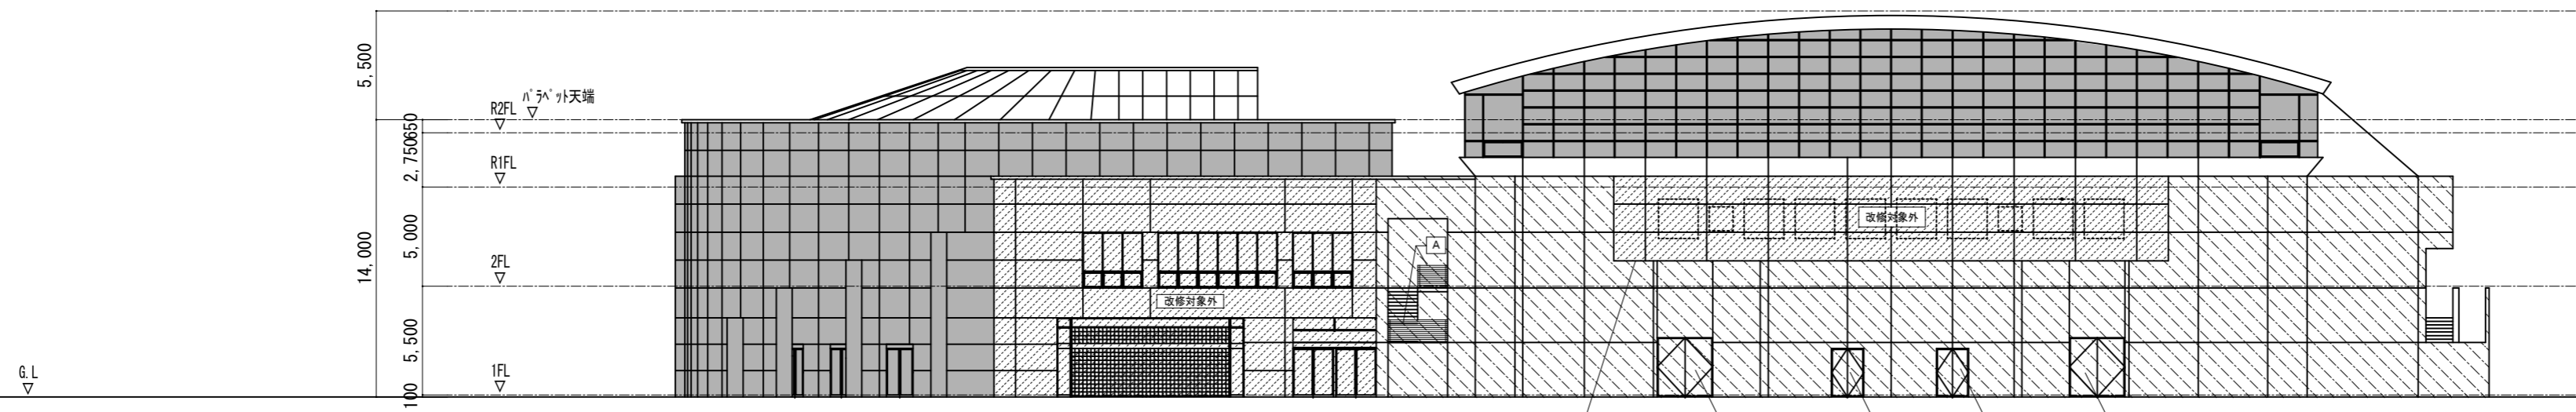 5,500
パラペット天端
R2FL
650
2,750
R1FL
14,000
5,000
改修対象外
A
2FL
改修対象外
5,500
G.L
1FL
100